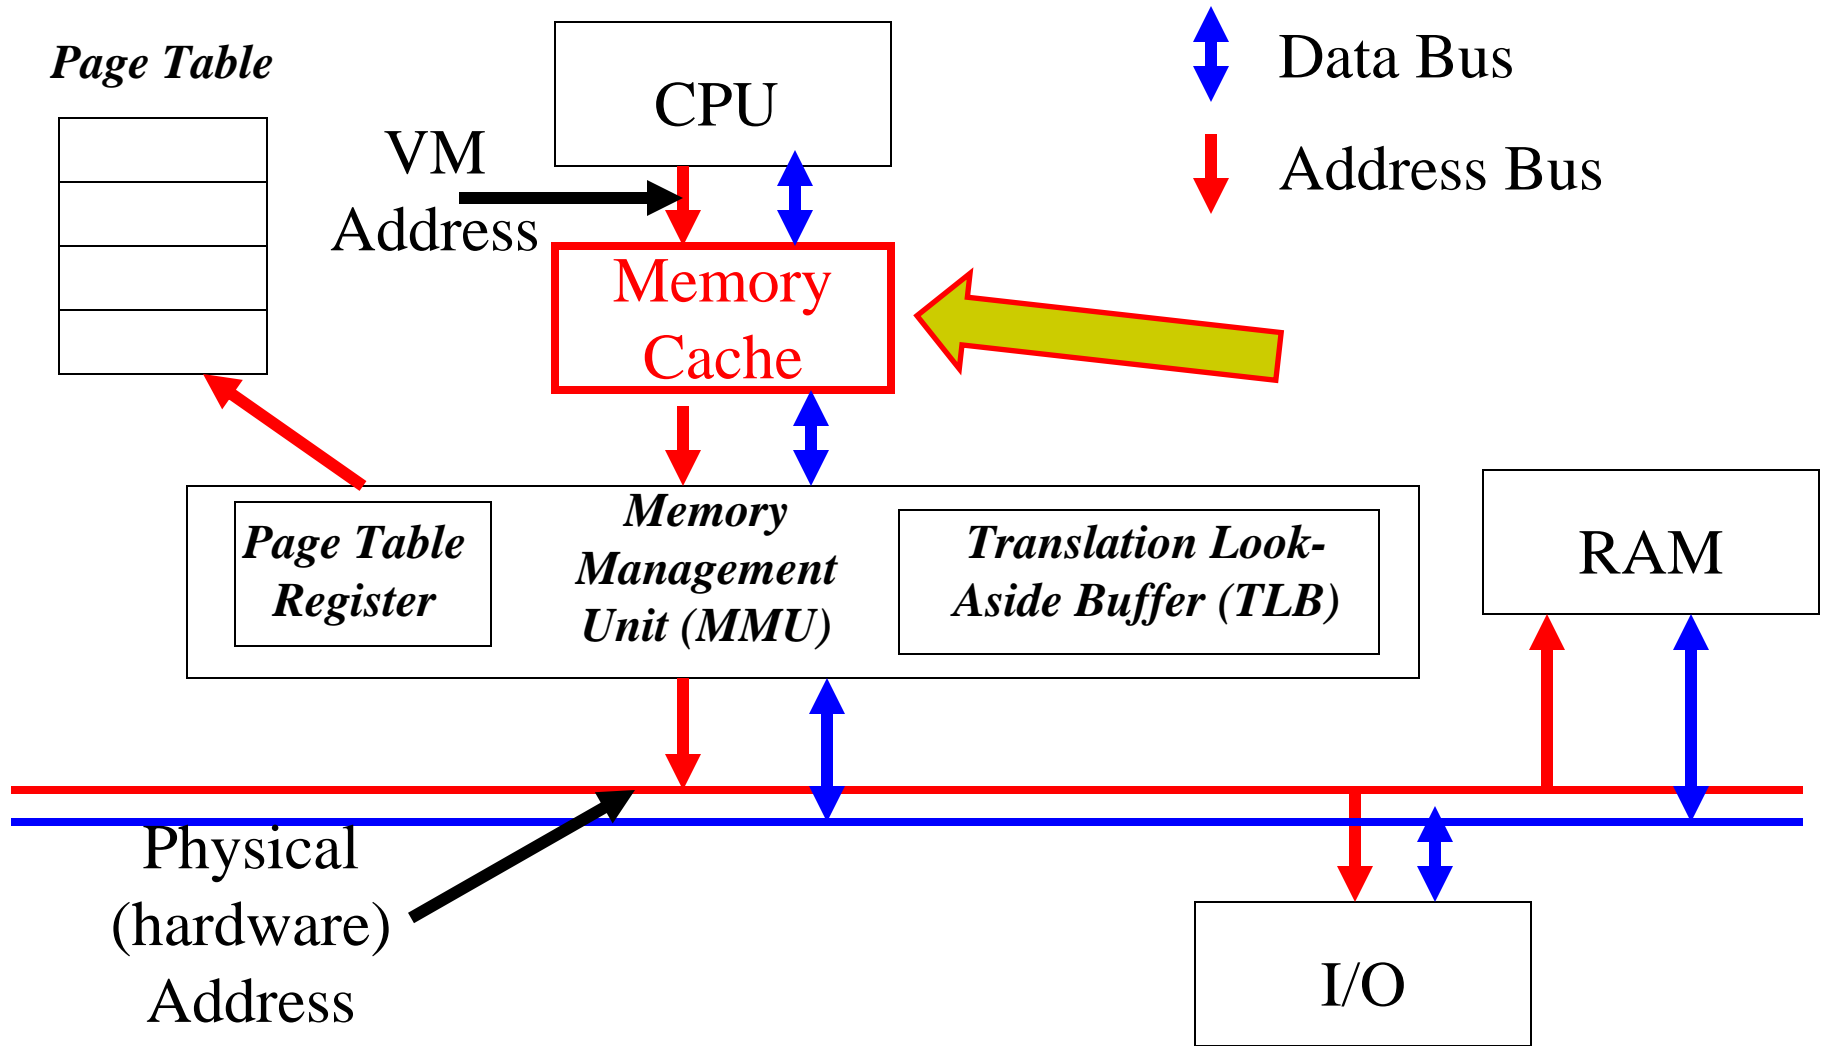 Page Table
CPU
Data Bus
VM
Address
Address Bus
Memory
Cache
Page Table
Register
Memory
Management
Unit (MMU)
Translation Look-
Aside Buffer (TLB)
RAM
Physical
(hardware)
Address
I/O